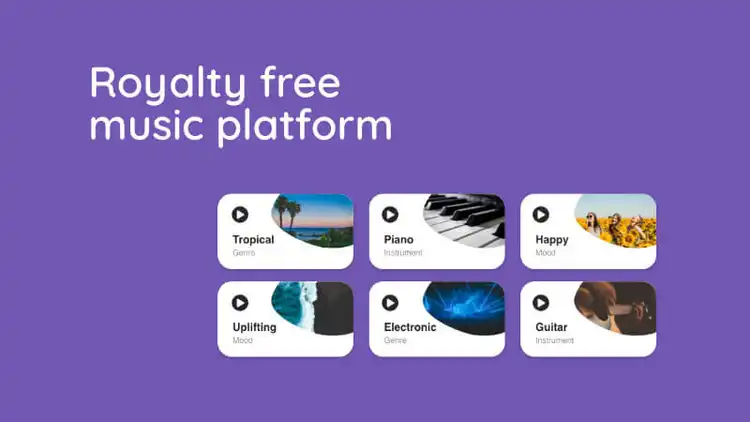 Royalty free
music platform
Tropical
Genre
Piano
Instrument
Happy
Mood
Uplifting
Mood
Electronic
Genre
Guitar
Instrument